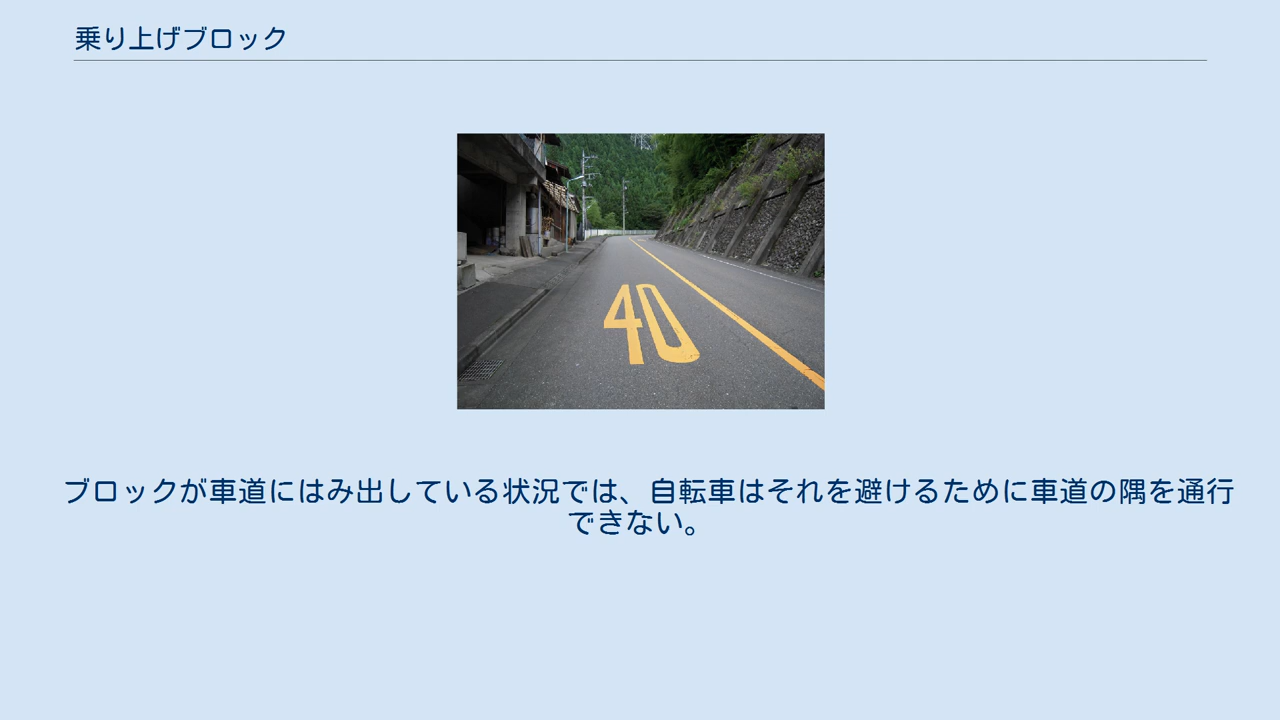 乗り上げブロック
40
ブロックが車道にはみ出している状況では、自転車はそれを避けるために車道の隅を通行
できない。